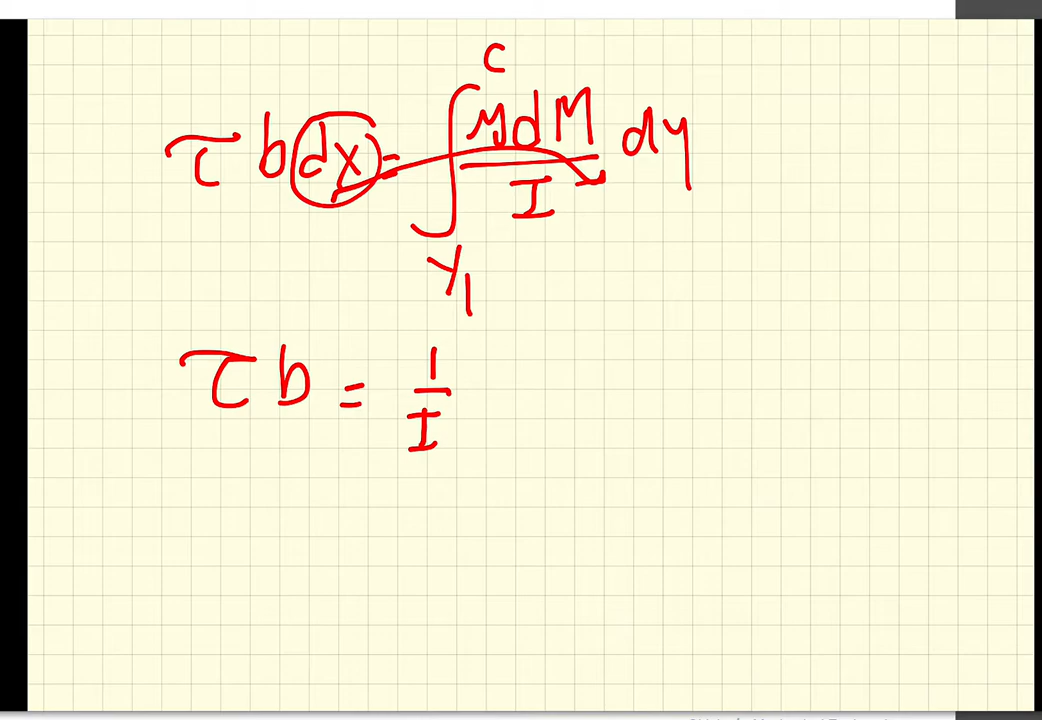 τ b dx = ∫_{y₁}^{c} y dM / I dy
τ b = 1 / I